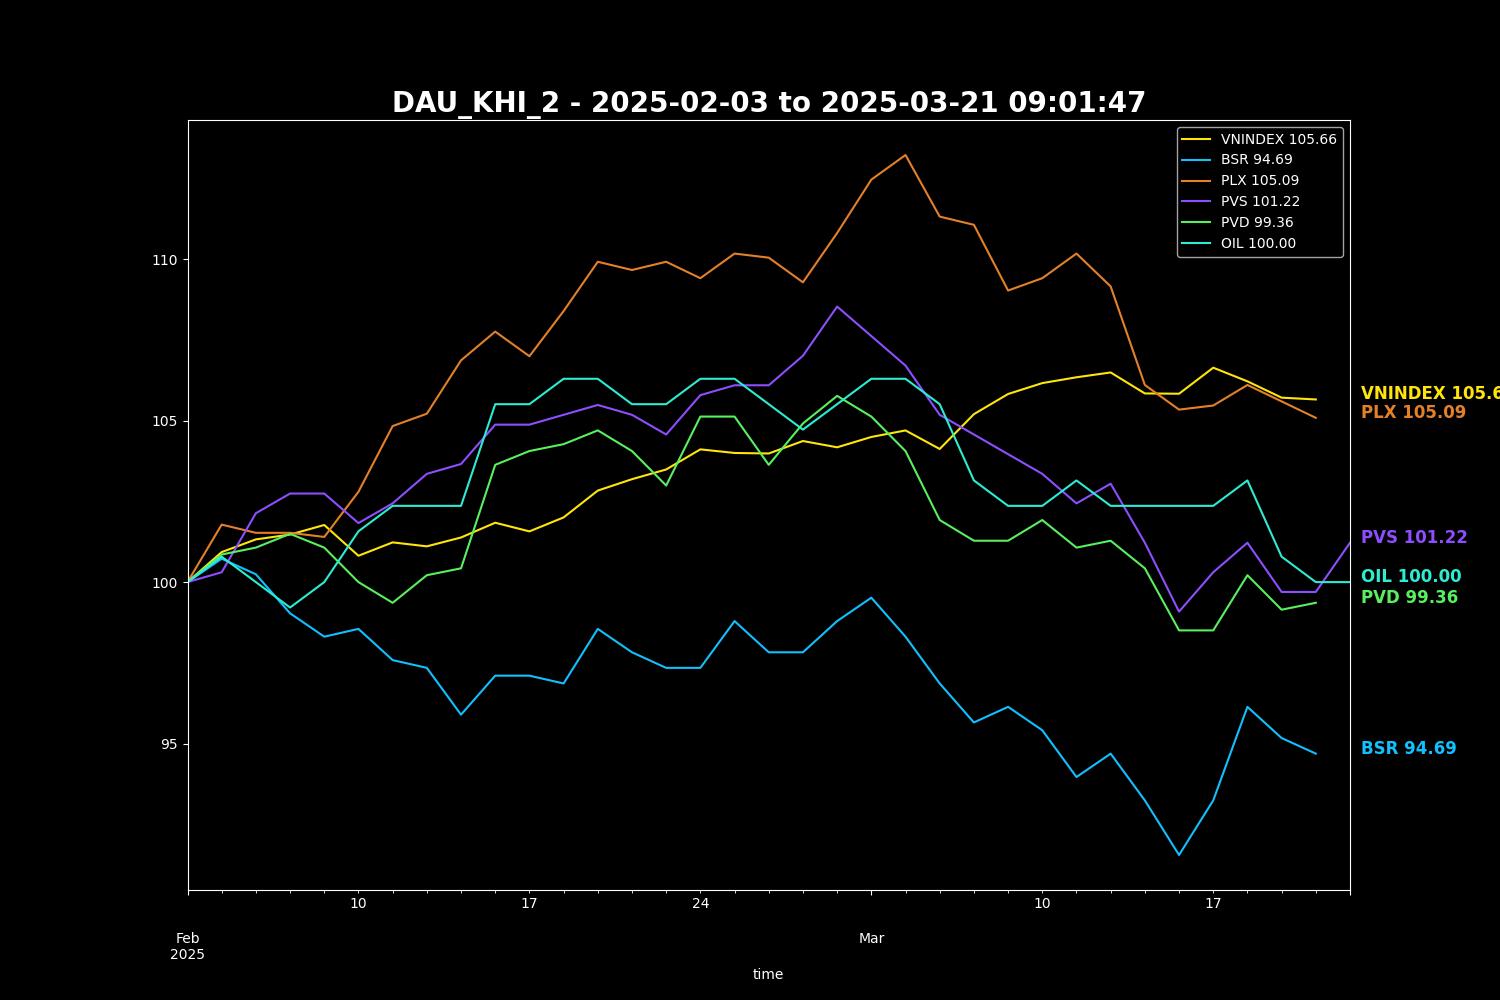 DAU_KHI_2 - 2025-02-03 to 2025-03-21 09:01:47
VNINDEX 105.66
BSR 94.69
PLX 105.09
PVS 101.22
PVD 99.36
OIL 100.00
110
105
100
95
VNINDEX 105.6
PLX 105.09
PVS 101.22
OIL 100.00
PVD 99.36
BSR 94.69
10 17 24 10 17
Feb Mar
2025
time